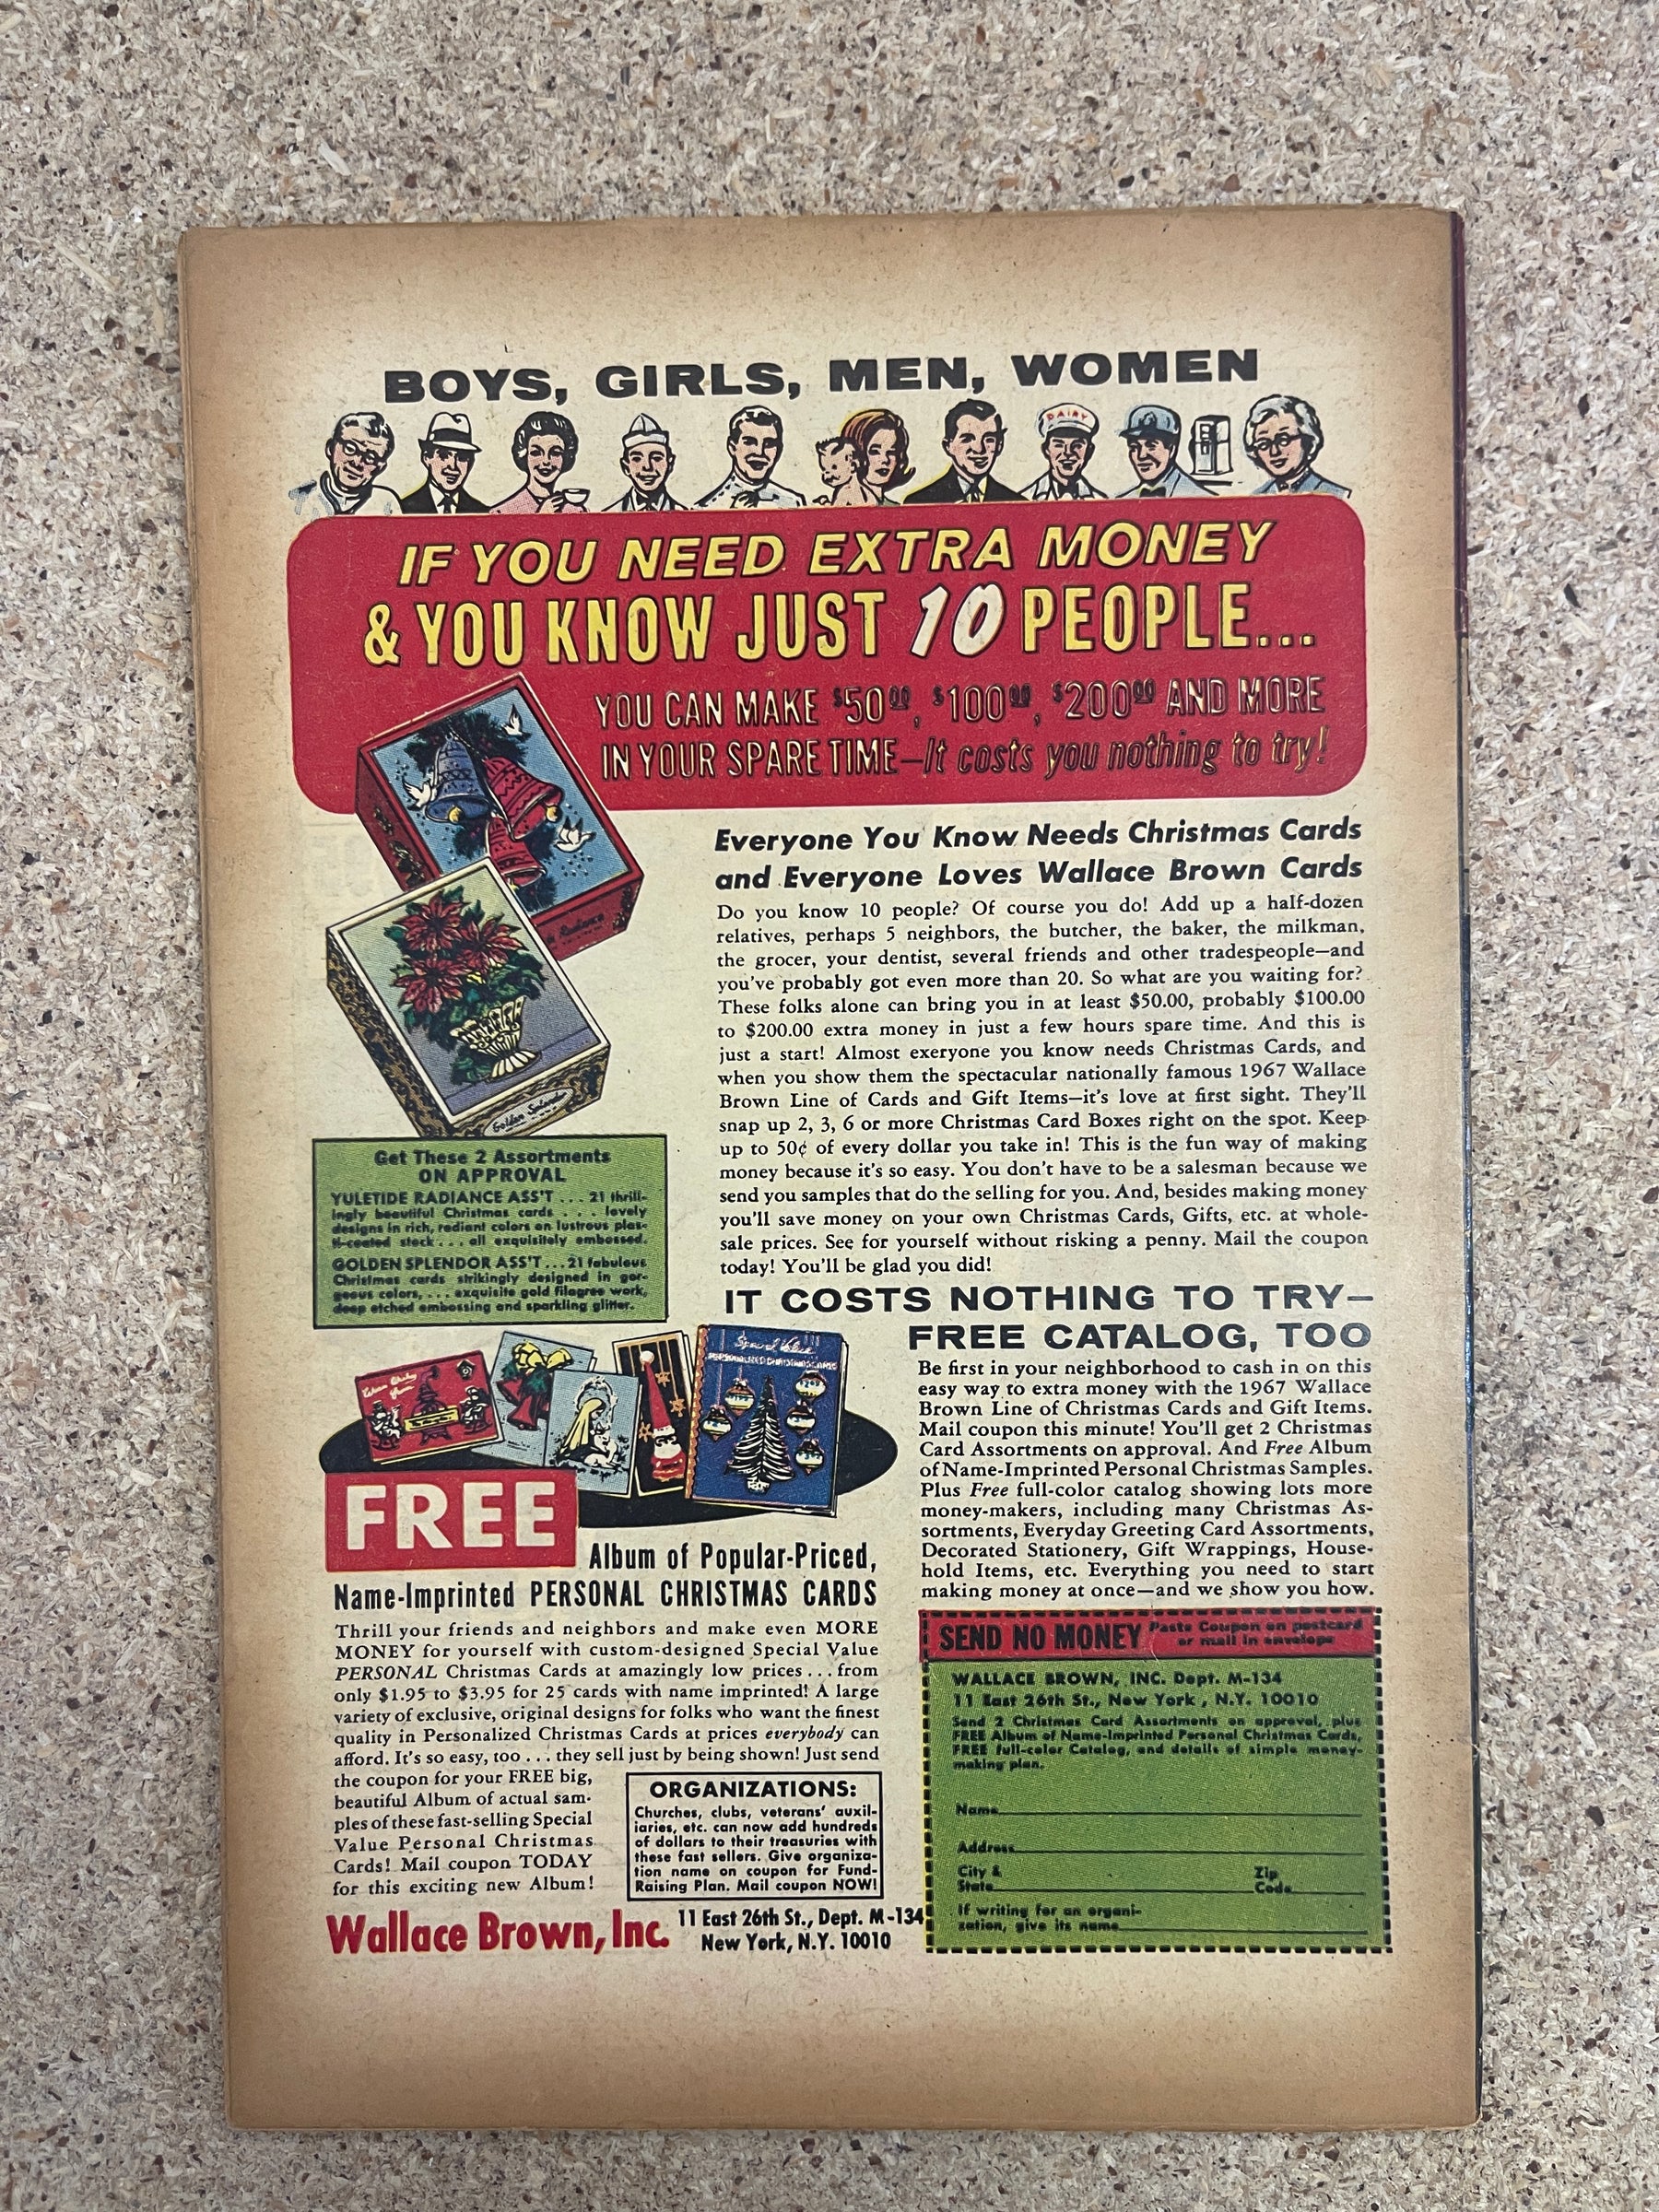 BOYS, GIRLS, MEN, WOMEN
DAIRY
IF YOU NEED EXTRA MONEY
& YOU KNOW JUST 10 PEOPLE...
YOU CAN MAKE $50.00, $100.00, $200.00 AND MORE
IN YOUR SPARE TIME—It costs you nothing to try!
Radiance
Golden Splendor
Get These 2 Assortments
ON APPROVAL
YULETIDE RADIANCE ASS'T . . . 21 thrill-
ingly beautiful Christmas cards . . . lovely
designs in rich, radiant colors on lustrous plas-
ti-coated stock . . . all exquisitely embossed.
GOLDEN SPLENDOR ASS'T . . . 21 fabulous
Christmas cards strikingly designed in gor-
geous colors, . . . exquisite gold filagree work,
deep etched embossing and sparkling glitter.
Everyone You Know Needs Christmas Cards
and Everyone Loves Wallace Brown Cards
Do you know 10 people? Of course you do! Add up a half-dozen
relatives, perhaps 5 neighbors, the butcher, the baker, the milkman,
the grocer, your dentist, several friends and other tradespeople—and
you've probably got even more than 20. So what are you waiting for?
These folks alone can bring you in at least $50.00, probably $100.00
to $200.00 extra money in just a few hours spare time. And this is
just a start! Almost exeryone you know needs Christmas Cards, and
when you show them the spectacular nationally famous 1967 Wallace
Brown Line of Cards and Gift Items—it's love at first sight. They'll
snap up 2, 3, 6 or more Christmas Card Boxes right on the spot. Keep
up to 50¢ of every dollar you take in! This is the fun way of making
money because it's so easy. You don't have to be a salesman because we
send you samples that do the selling for you. And, besides making money
you'll save money on your own Christmas Cards, Gifts, etc. at whole-
sale prices. See for yourself without risking a penny. Mail the coupon
today! You'll be glad you did!
IT COSTS NOTHING TO TRY—
FREE CATALOG, TOO
Be first in your neighborhood to cash in on this
easy way to extra money with the 1967 Wallace
Brown Line of Christmas Cards and Gift Items.
Mail coupon this minute! You'll get 2 Christmas
Card Assortments on approval. And Free Album
of Name-Imprinted Personal Christmas Samples.
Plus Free full-color catalog showing lots more
money-makers, including many Christmas As-
sortments, Everyday Greeting Card Assortments,
Decorated Stationery, Gift Wrappings, House-
hold Items, etc. Everything you need to start
making money at once—and we show you how.
Special Value
PERSONALIZED CHRISTMAS CARDS
FREE
Album of Popular-Priced,
Name-Imprinted PERSONAL CHRISTMAS CARDS
Thrill your friends and neighbors and make even MORE
MONEY for yourself with custom-designed Special Value
PERSONAL Christmas Cards at amazingly low prices . . . from
only $1.95 to $3.95 for 25 cards with name imprinted! A large
variety of exclusive, original designs for folks who want the finest
quality in Personalized Christmas Cards at prices everybody can
afford. It's so easy, too . . . they sell just by being shown! Just send
the coupon for your FREE big,
beautiful Album of actual sam-
ples of these fast-selling Special
Value Personal Christmas
Cards! Mail coupon TODAY
for this exciting new Album!
ORGANIZATIONS:
Churches, clubs, veterans' auxil-
iaries, etc. can now add hundreds
of dollars to their treasuries with
these fast sellers. Give organiza-
tion name on coupon for Fund-
Raising Plan. Mail coupon NOW!
Wallace Brown, Inc. 11 East 26th St., Dept. M-134
New York, N.Y. 10010
SEND NO MONEY Paste Coupon on postcard
or mail in envelope
WALLACE BROWN, INC. Dept. M-134
11 East 26th St., New York , N.Y. 10010
Send 2 Christmas Card Assortments on approval, plus
FREE Album of Name-Imprinted Personal Christmas Cards,
FREE full-color Catalog, and details of simple money-
making plan.
Name
Address
City & Zip
State Code
If writing for an organi-
zation, give its name